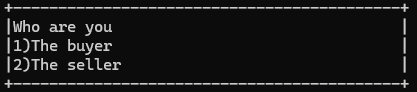 Who are you
1)The buyer
2)The seller